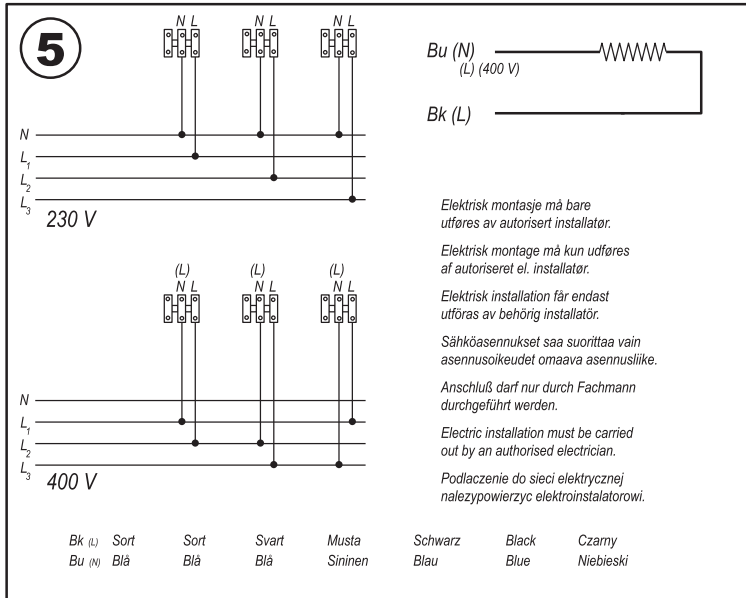 5
N L N L N L
N
L1
L2
L3
230 V
(L) (L) (L)
N L N L N L
N
L1
L2
L3
400 V
Bu (N)
(L) (400 V)
Bk (L)
Elektrisk montasje må bare
utføres av autorisert installatør.
Elektrisk montage må kun udføres
af autoriseret el. installatør.
Elektrisk installation får endast
utföras av behörig installatör.
Sähköasennukset saa suorittaa vain
asennusoikeudet omaava asennusliike.
Anschluß darf nur durch Fachmann
durchgeführt werden.
Electric installation must be carried
out by an authorised electrician.
Podlaczenie do sieci elektrycznej
nalezypowierzyc elektroinstalatorowi.
Bk (L) Sort Sort Svart Musta Schwarz Black Czarny
Bu (N) Blå Blå Blå Sininen Blau Blue Niebieski